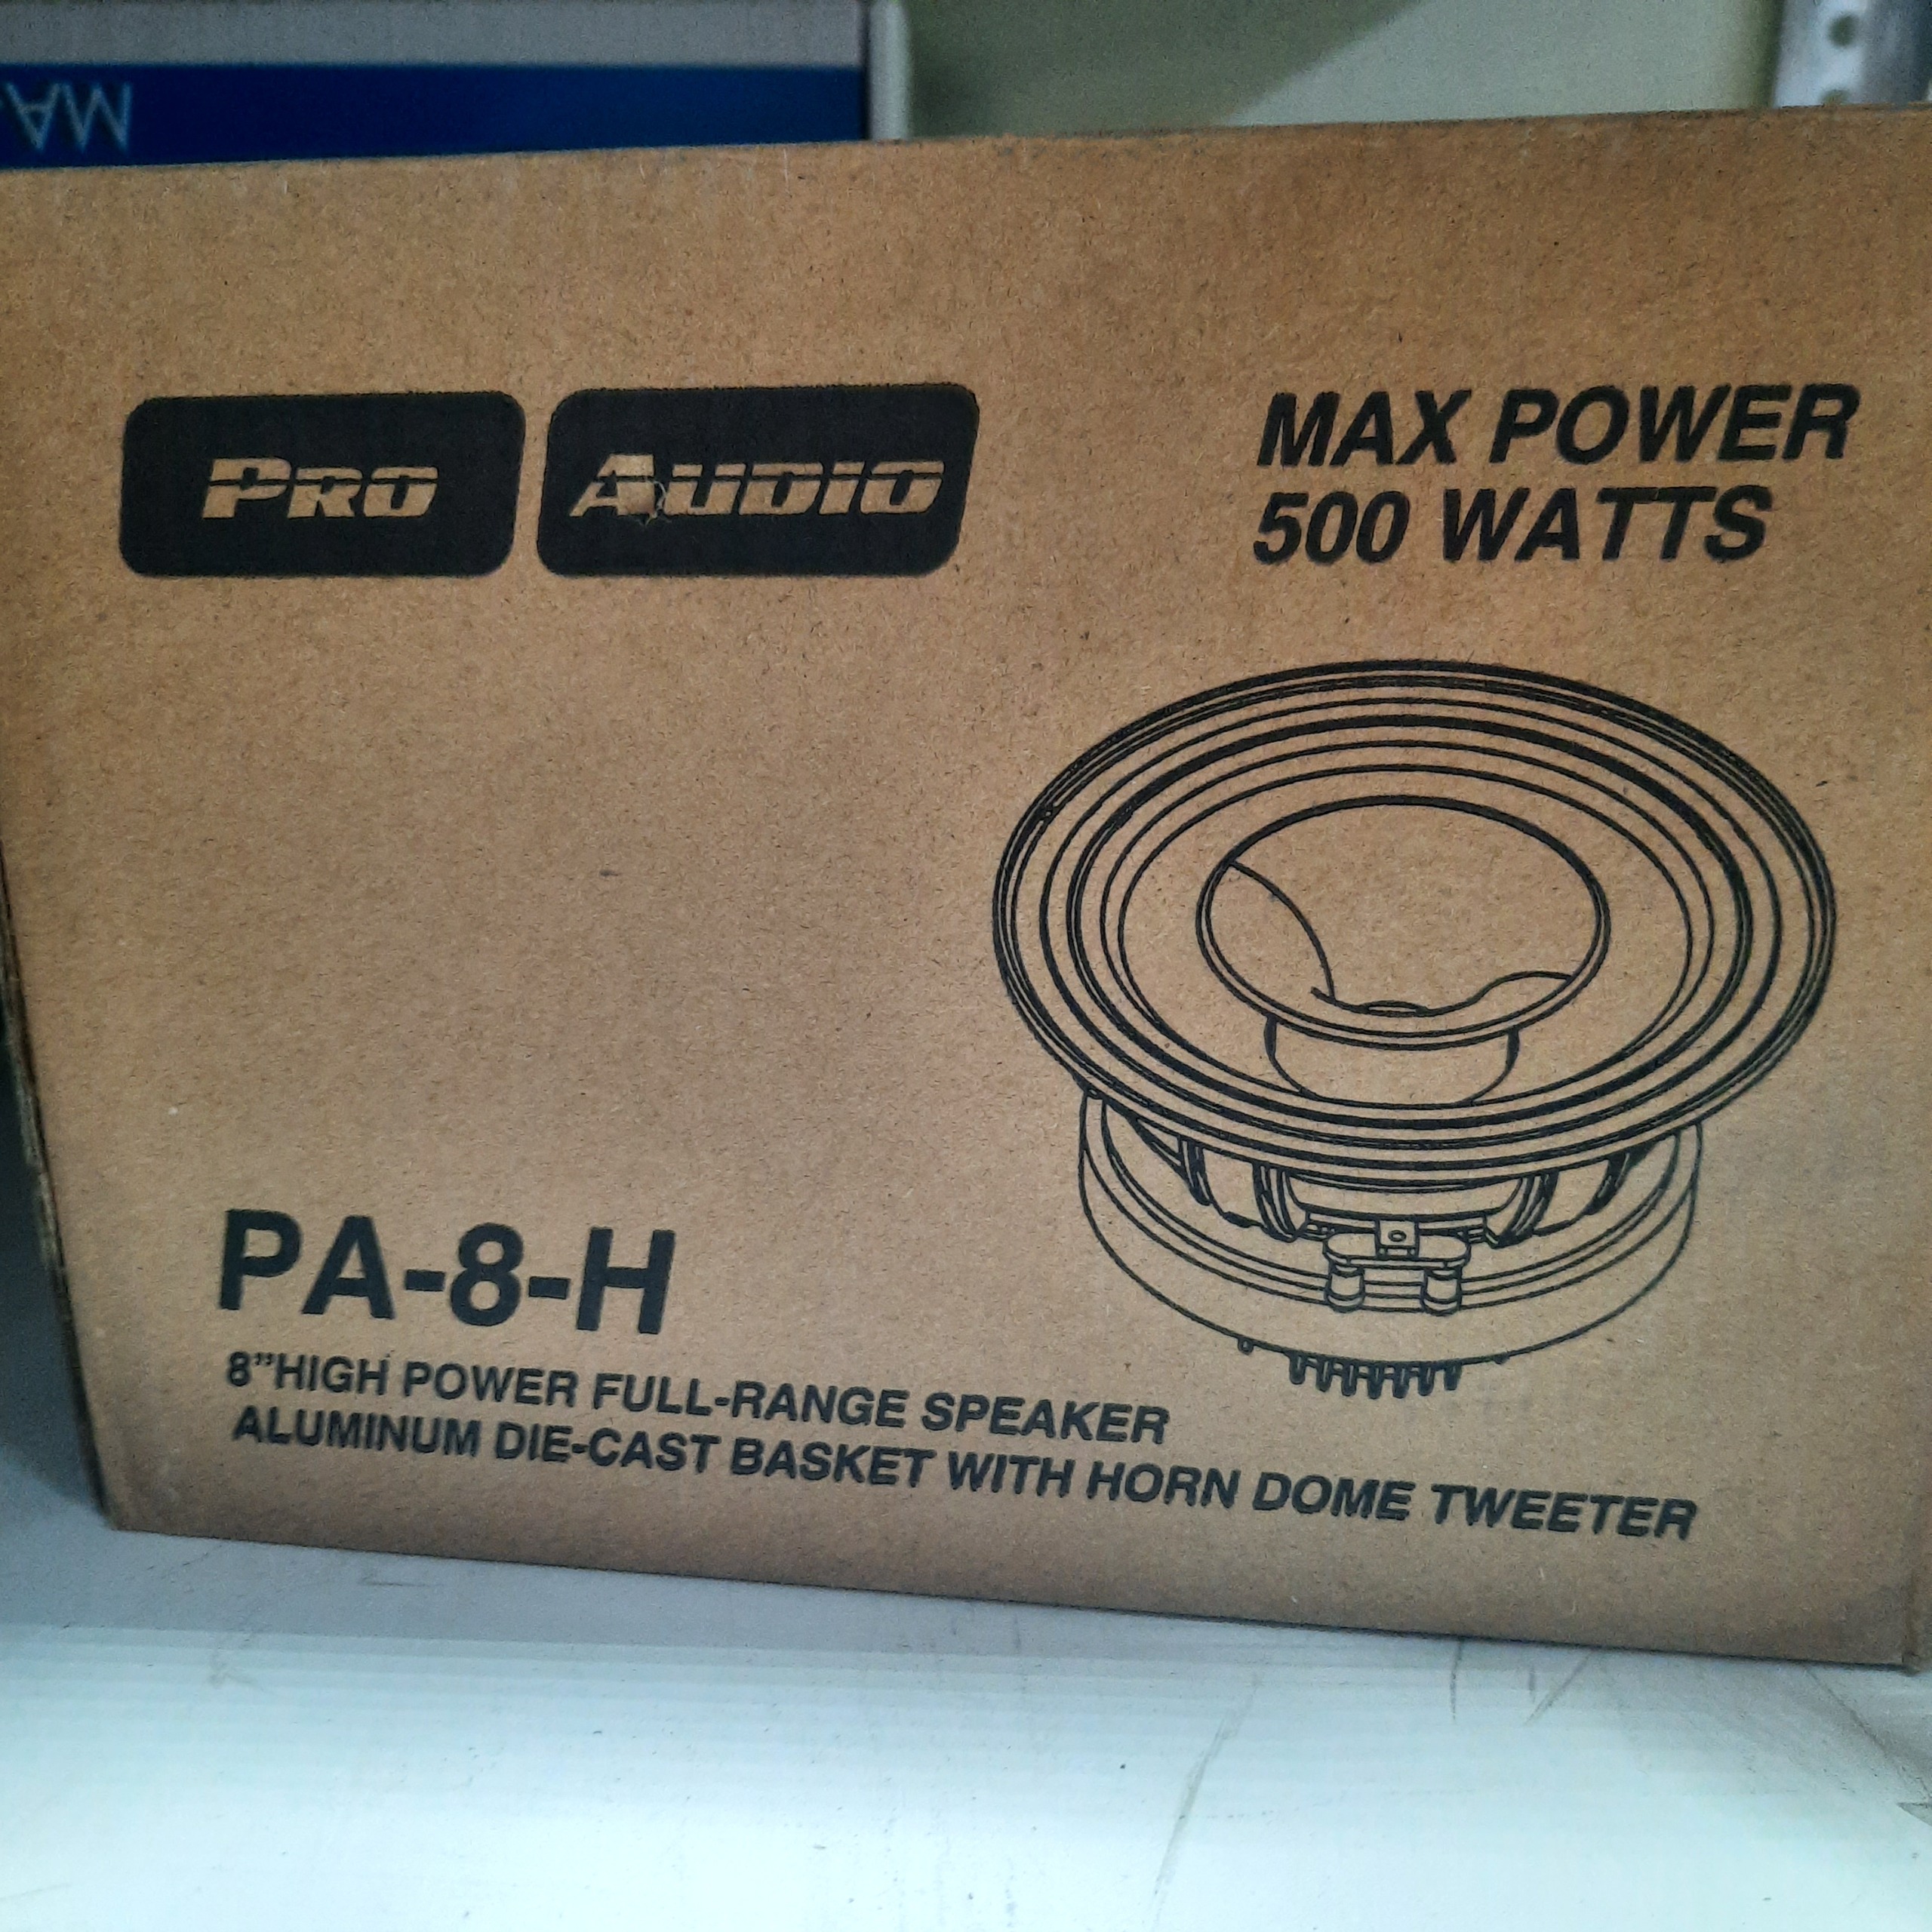 PRO AUDIO
MAX POWER
500 WATTS
PA-8-H
8”HIGH POWER FULL-RANGE SPEAKER
ALUMINUM DIE-CAST BASKET WITH HORN DOME TWEETER